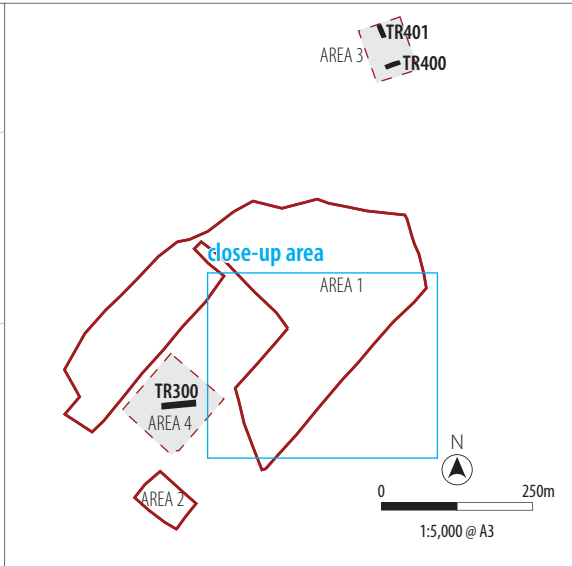 TR401
AREA 3
TR400
close-up area
AREA 1
TR300
AREA 4
AREA 2
N
0 250m
1:5,000 @ A3